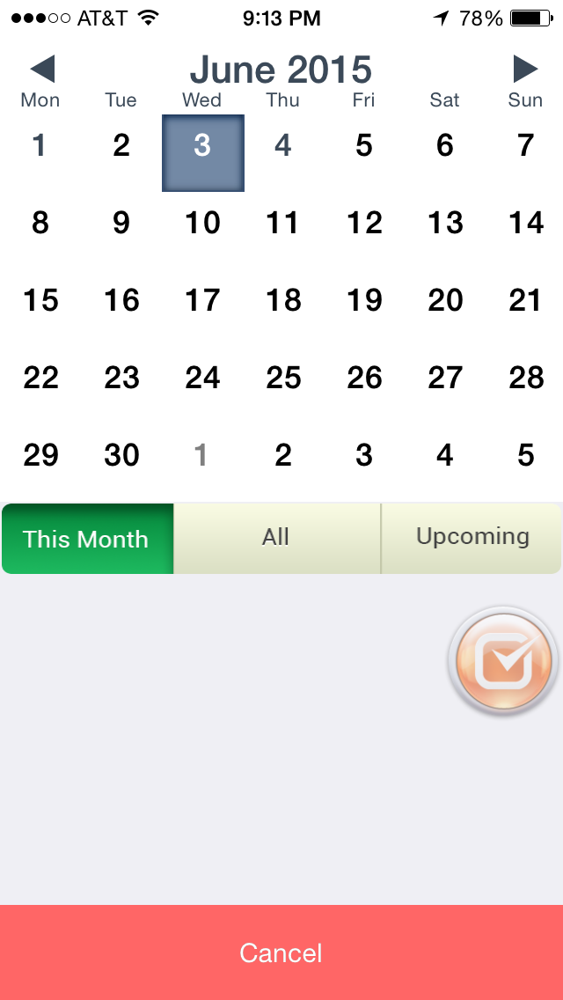 AT&T 9:13 PM 78%
June 2015
Mon Tue Wed Thu Fri Sat Sun
1 2 3 4 5 6 7
8 9 10 11 12 13 14
15 16 17 18 19 20 21
22 23 24 25 26 27 28
29 30 1 2 3 4 5
This Month All Upcoming
Cancel